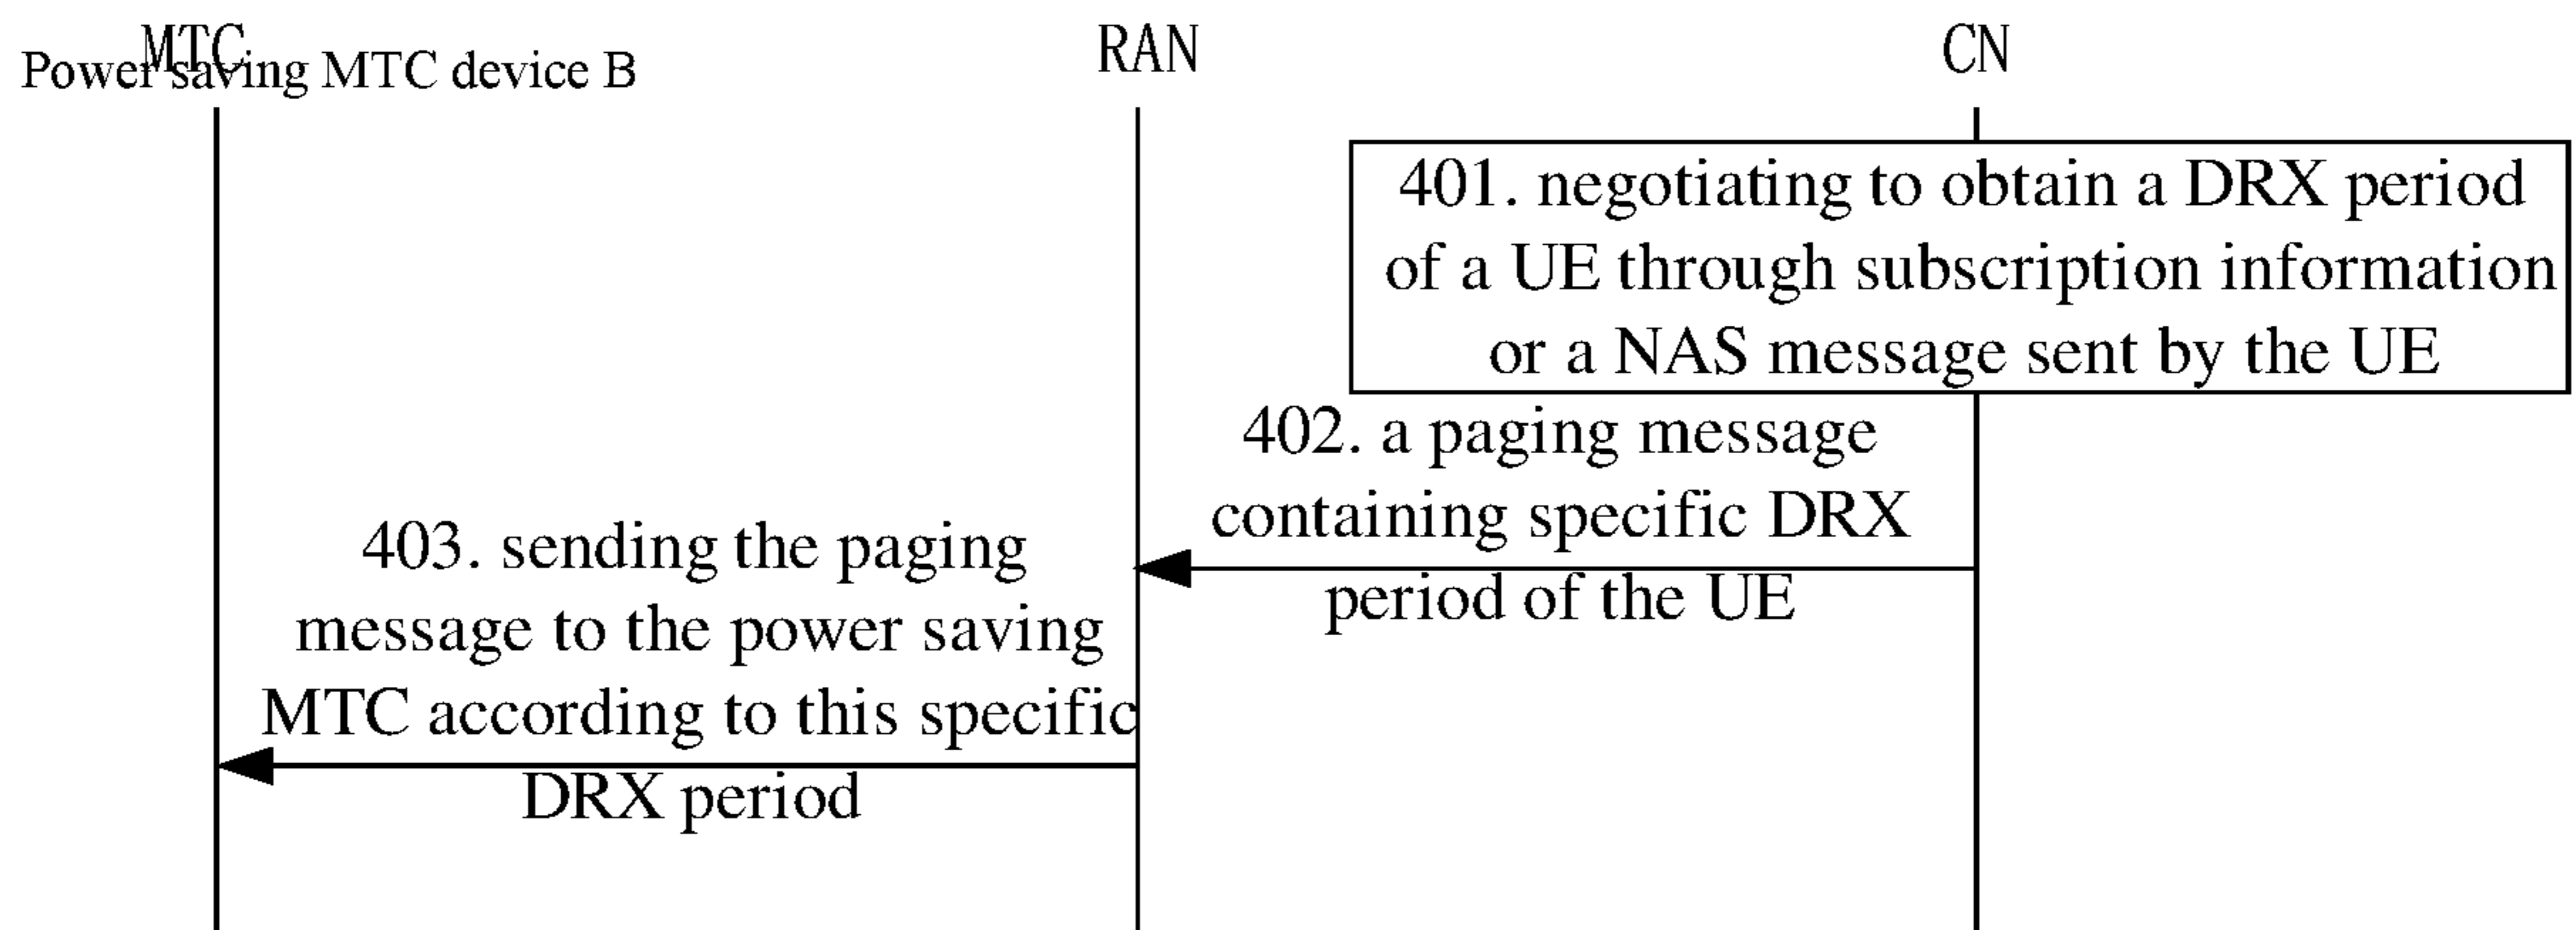 MTC
Power saving MTC device B
RAN
CN
401. negotiating to obtain a DRX period
of a UE through subscription information
or a NAS message sent by the UE
402. a paging message
containing specific DRX
period of the UE
403. sending the paging
message to the power saving
MTC according to this specific
DRX period